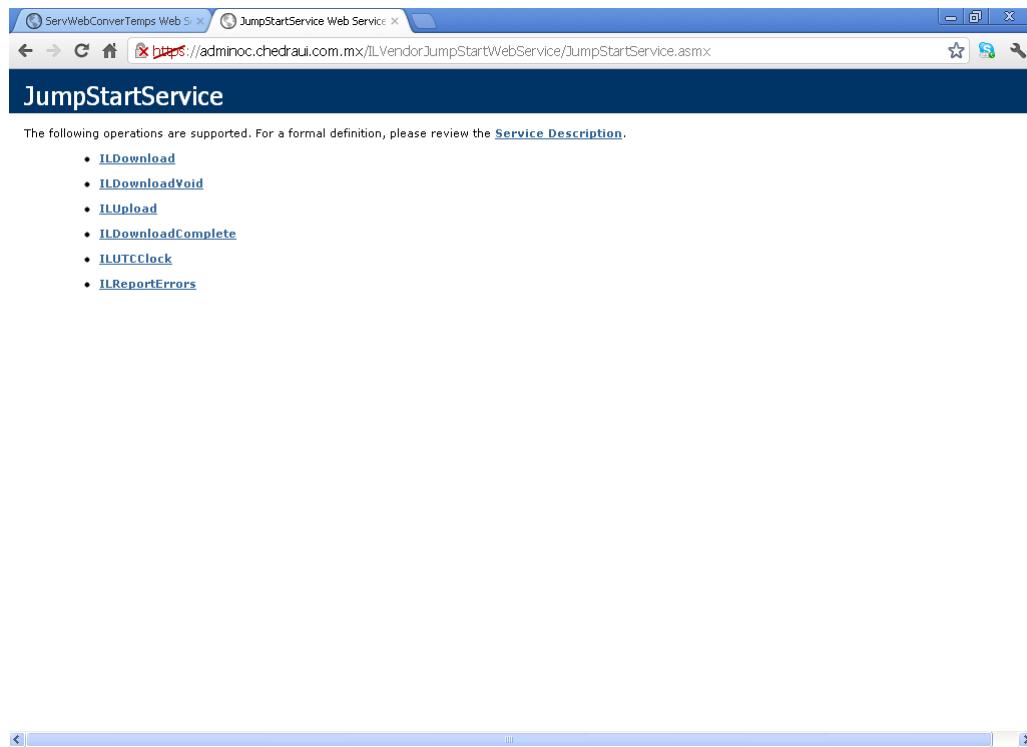 ServWebConverTemps Web S
JumpStartService Web Service
https://adminoc.chedraui.com.mx/ILVendorJumpStartWebService/JumpStartService.asmx
JumpStartService
The following operations are supported. For a formal definition, please review the Service Description.
ILDownload
ILDownloadVoid
ILUpload
ILDownloadComplete
ILUTCClock
ILReportErrors